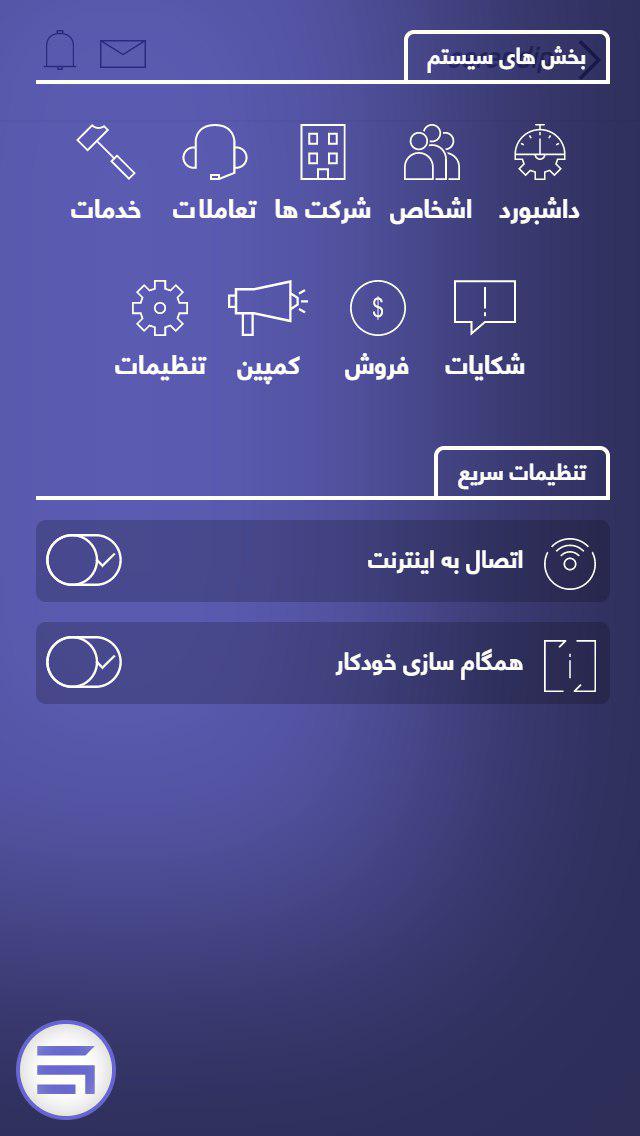 بخش های سیستم
داشبورد اشخاص شرکت ها تعاملات خدمات
شکایات فروش کمپین تنظیمات
تنظیمات سریع
اتصال به اینترنت
همگام سازی خودکار